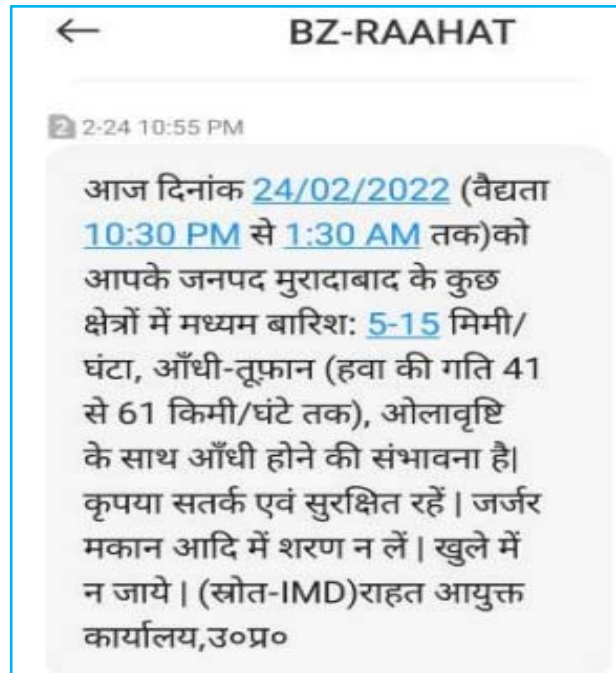 BZ-RAAHAT
2 2-24 10:55 PM
आज दिनांक 24/02/2022 (वैद्यता
10:30 PM से 1:30 AM तक)को
आपके जनपद मुरादाबाद के कुछ
क्षेत्रों में मध्यम बारिश: 5-15 मिमी/
घंटा, आँधी-तूफ़ान (हवा की गति 41
से 61 किमी/घंटे तक), ओलावृष्टि
के साथ आँधी होने की संभावना है|
कृपया सतर्क एवं सुरक्षित रहें | जर्जर
मकान आदि में शरण न लें | खुले में
न जाये | (स्रोत-IMD)राहत आयुक्त
कार्यालय,उ०प्र०